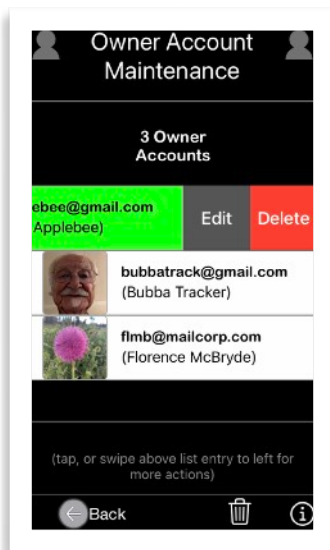 Owner Account
Maintenance
3 Owner
Accounts
ebee@gmail.com
Applebee)
Edit
Delete
bubbatrack@gmail.com
(Bubba Tracker)
flmb@mailcorp.com
(Florence McBryde)
(tap, or swipe above list entry to left for
more actions)
Back